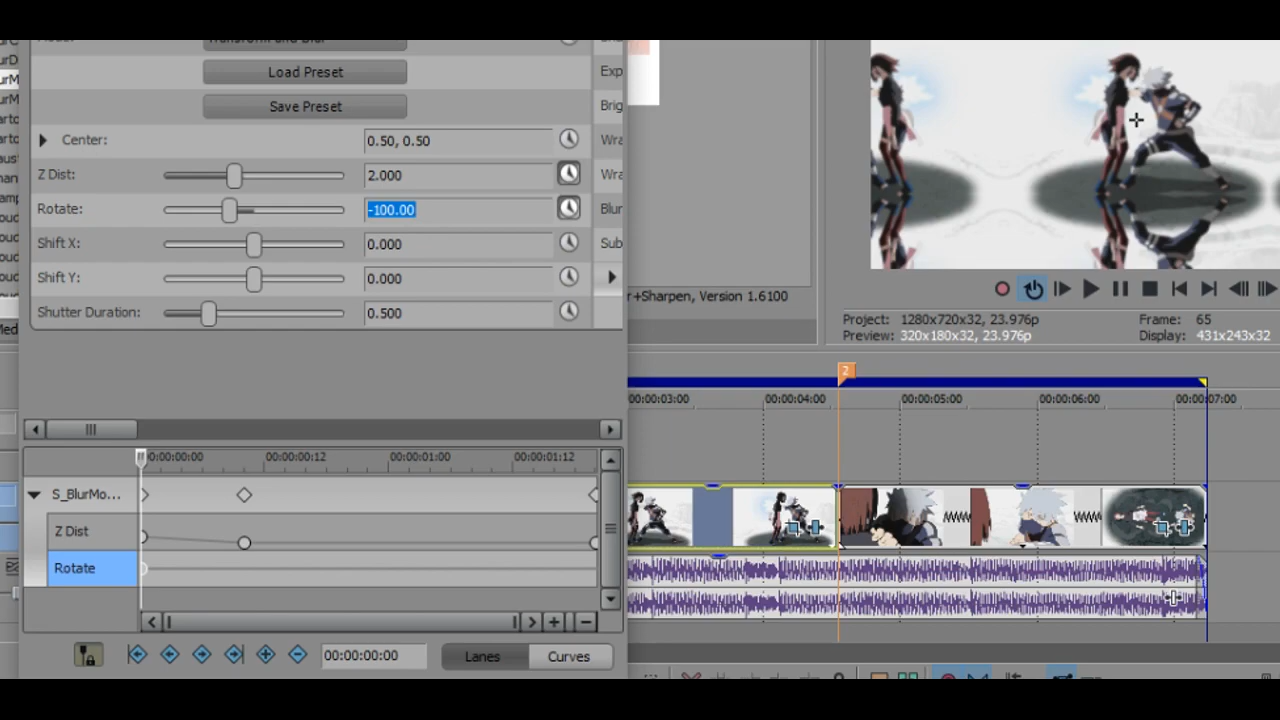 Load Preset
Save Preset
Center: 0.50, 0.50
Z Dist: 2.000
Rotate: -100.00
Shift X: 0.000
Shift Y: 0.000
Shutter Duration: 0.500
Exp
Brig
Wra
Wra
Blur
Sub
r+Sharpen, Version 1.6100
Project: 1280x720x32, 23.976p
Preview: 320x180x32, 23.976p
Frame: 65
Display: 431x243x32
2
00:00:03:00 00:00:04:00 00:00:05:00 00:00:06:00 00:00:07:00
00:00:00:00 00:00:00:12 00:00:01:00 00:00:01:12
S_BlurMo...
Z Dist
Rotate
00:00:00:00
Lanes Curves